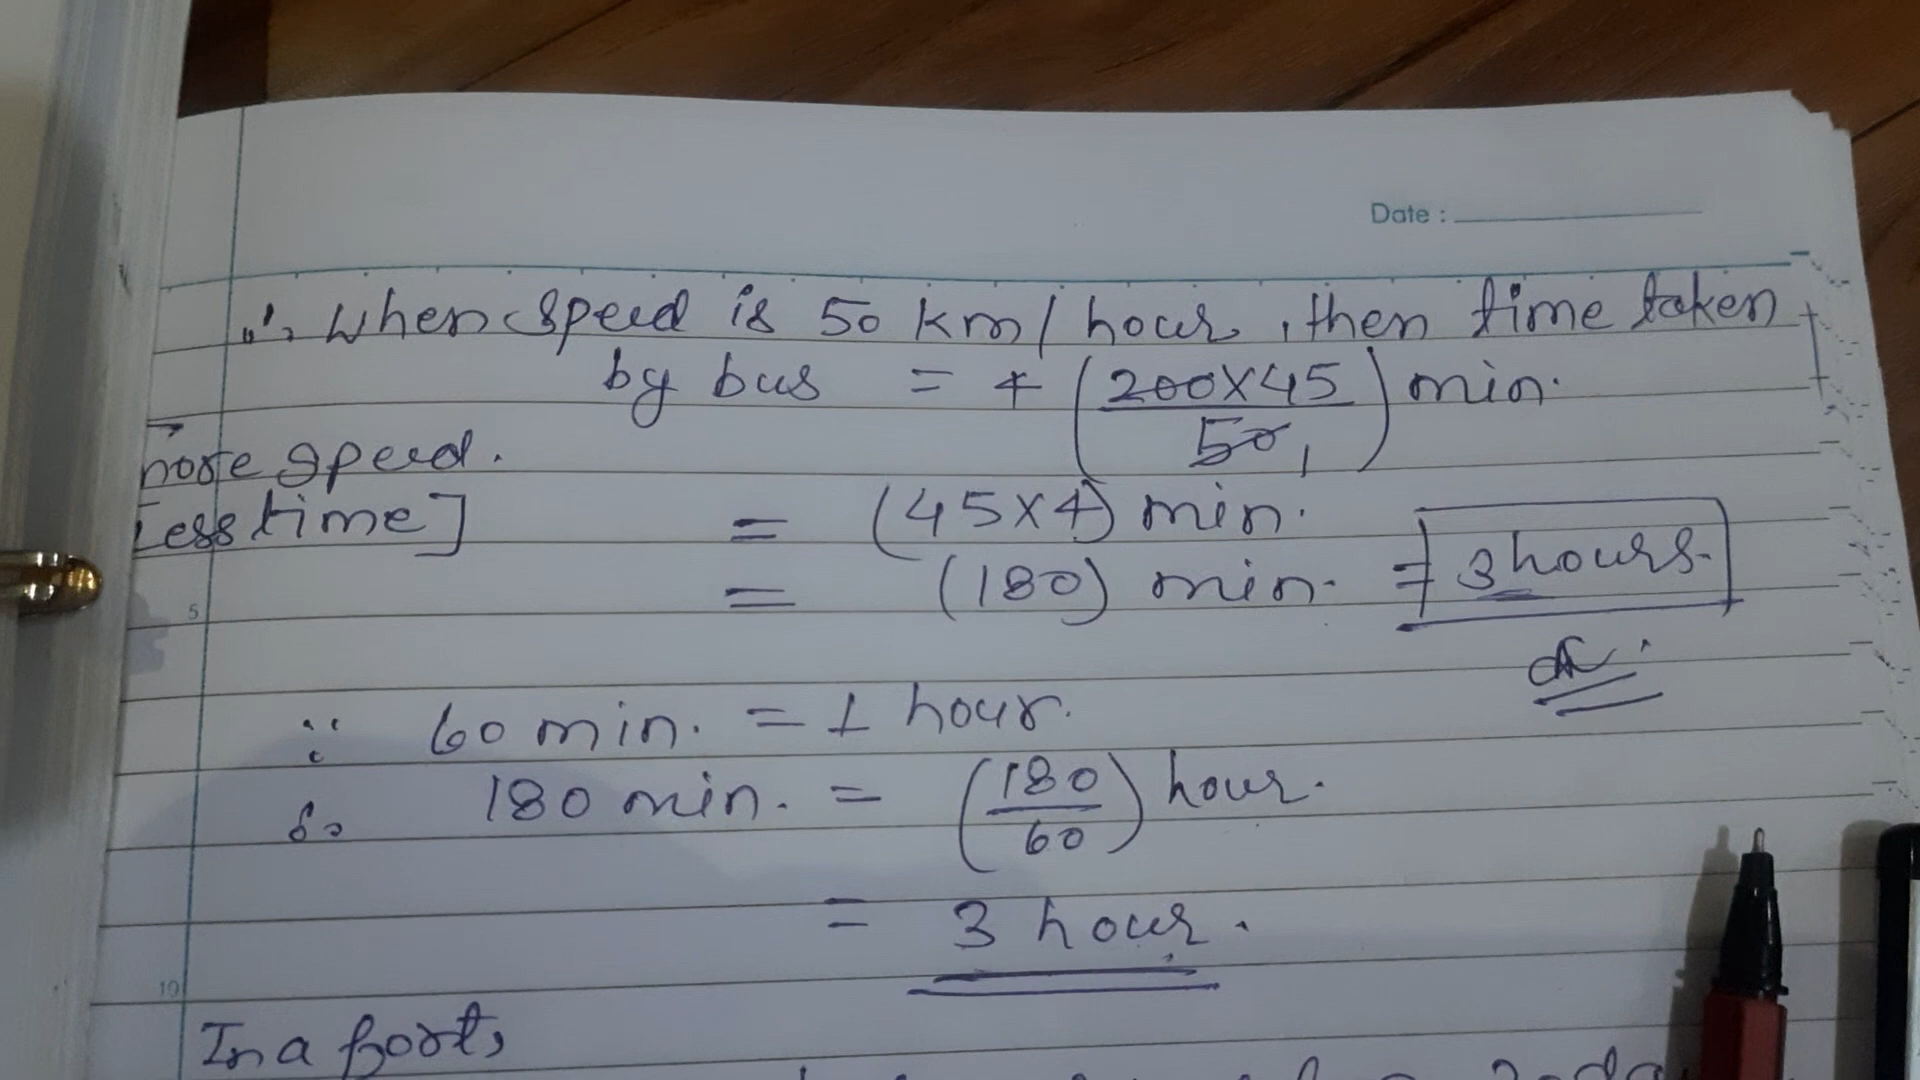 Date :
∴ When speed is 50 km/hour, then time taken
by bus = (200×45/50) min.
more speed.
Less time]
= (45×4) min.
= (180) min. = 3 hours.
∵ 60 min. = 1 hour.
So 180 min. = (180/60) hour.
= 3 hour.
In a fort,
5
10